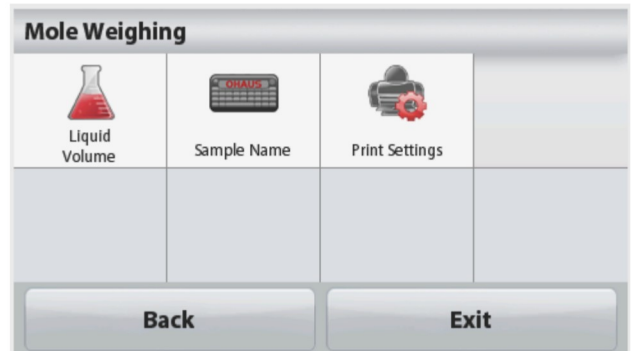 Mole Weighing
OHAUS
Liquid
Volume
Sample Name
Print Settings
Back
Exit